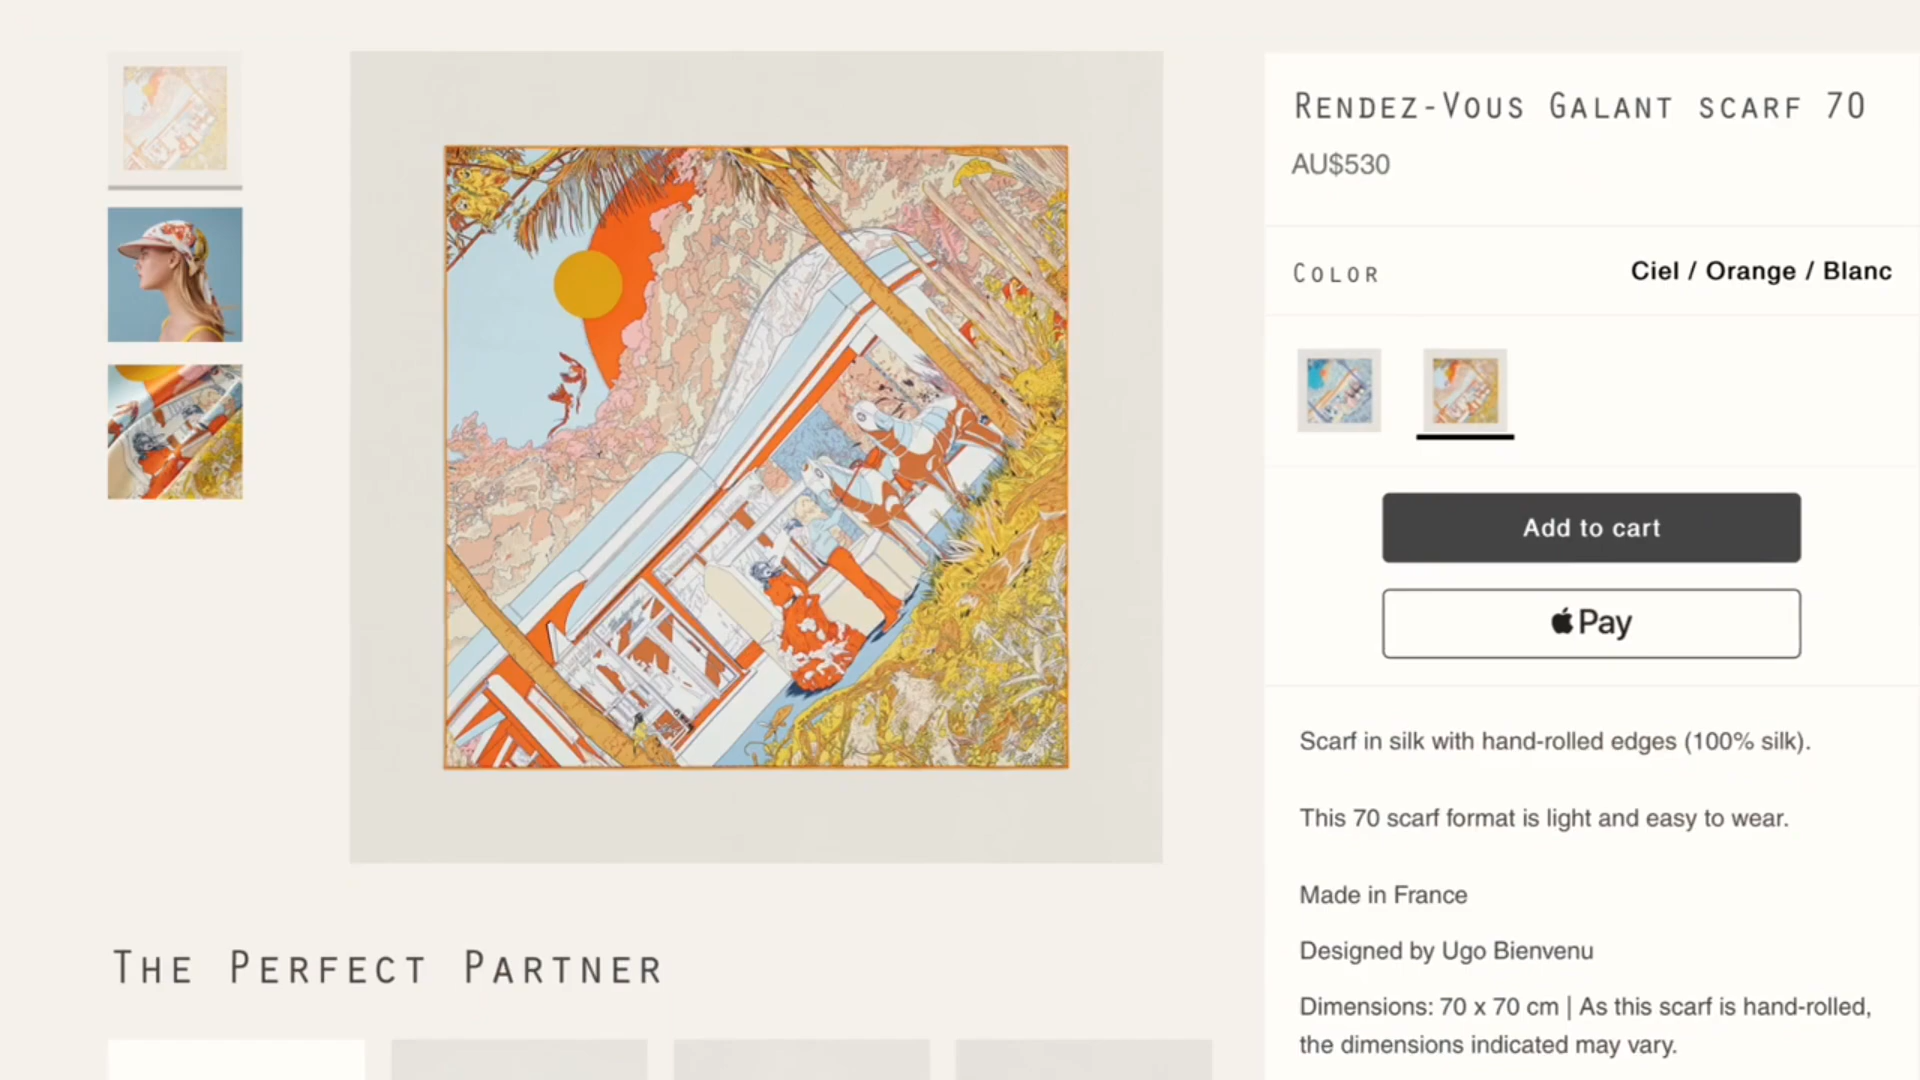 Rendez-Vous Galant scarf 70
AU$530
Color
Ciel / Orange / Blanc
Add to cart
Pay
Scarf in silk with hand-rolled edges (100% silk).
This 70 scarf format is light and easy to wear.
Made in France
Designed by Ugo Bienvenu
Dimensions: 70 x 70 cm | As this scarf is hand-rolled,
the dimensions indicated may vary.
The Perfect Partner